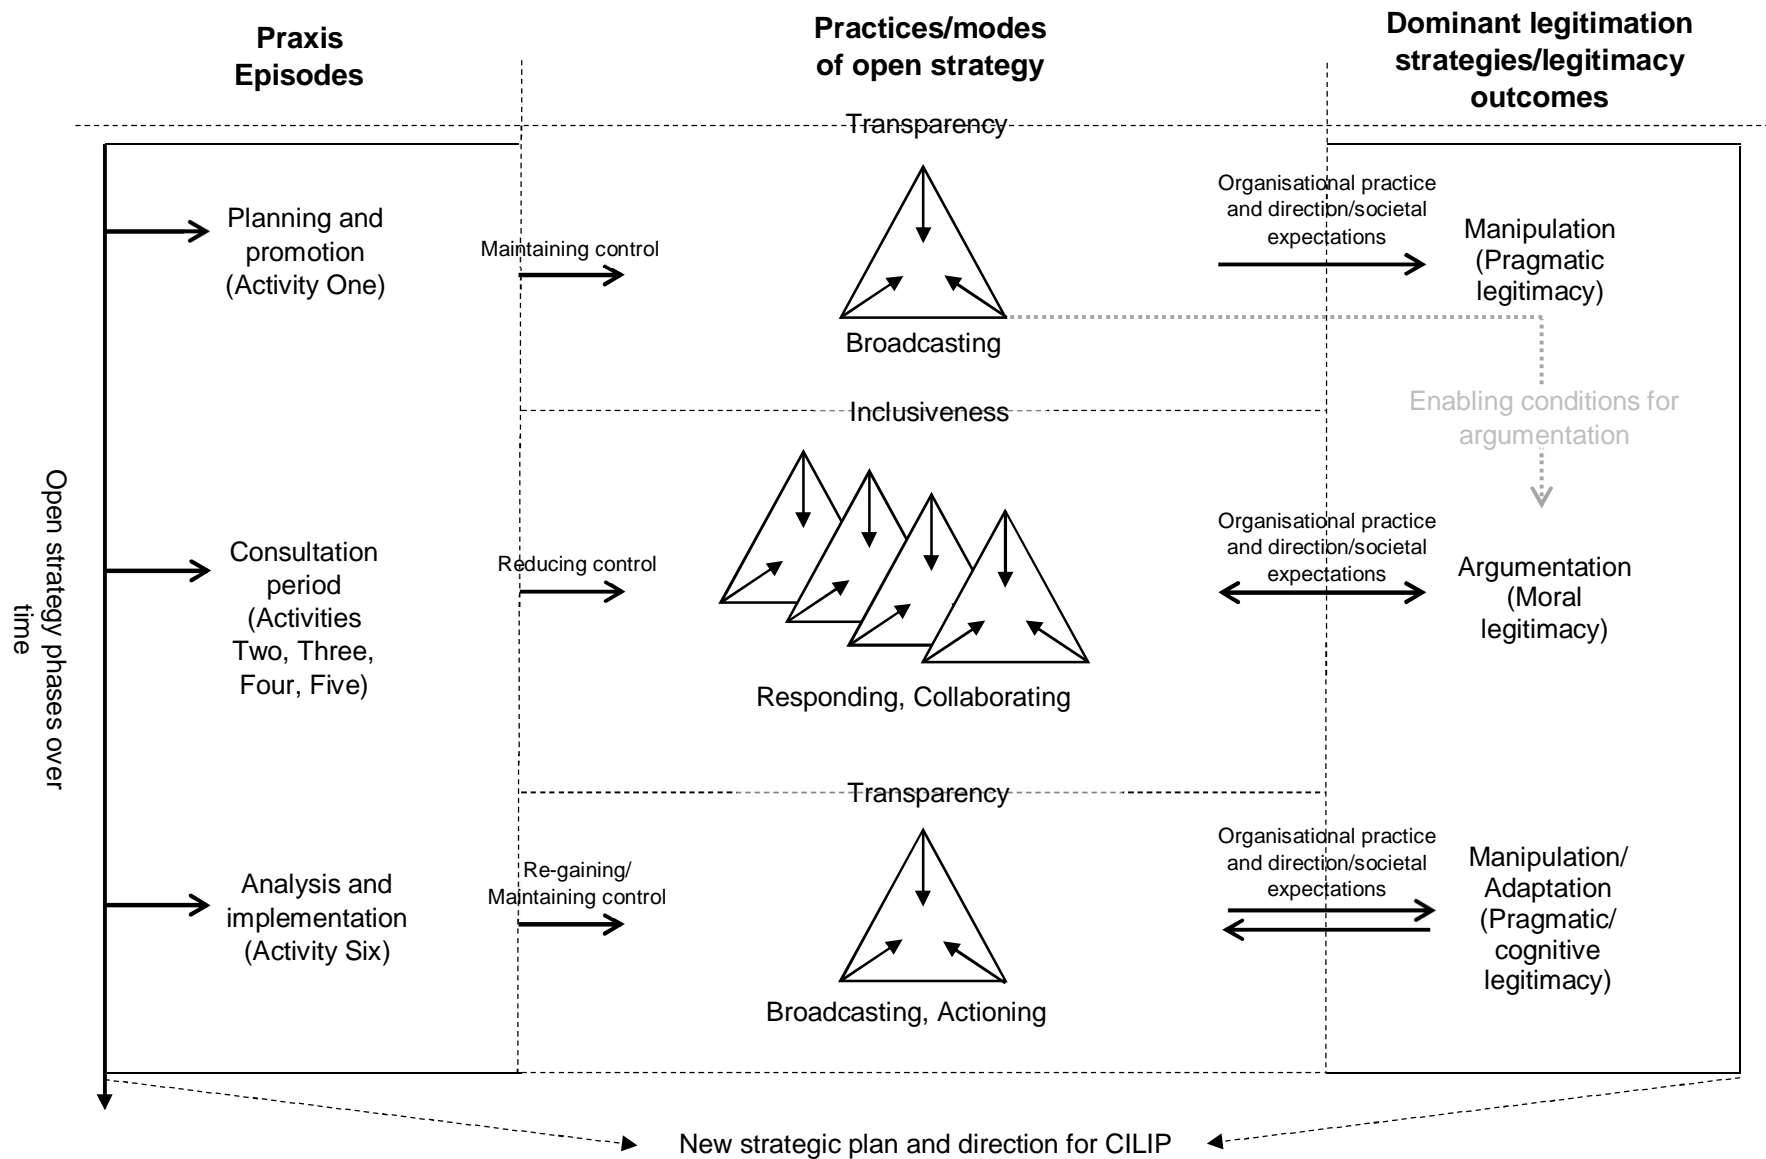 Praxis
Episodes
Practices/modes
of open strategy
Dominant legitimation
strategies/legitimacy
outcomes
Transparency
Planning and
promotion
(Activity One)
Maintaining control
Broadcasting
Organisational practice
and direction/societal
expectations
Manipulation
(Pragmatic
legitimacy)
Enabling conditions for
argumentation
Inclusiveness
Open strategy phases over
time
Consultation
period
(Activities
Two, Three,
Four, Five)
Reducing control
Responding, Collaborating
Organisational practice
and direction/societal
expectations
Argumentation
(Moral
legitimacy)
Transparency
Analysis and
implementation
(Activity Six)
Re-gaining/
Maintaining control
Broadcasting, Actioning
Organisational practice
and direction/societal
expectations
Manipulation/
Adaptation
(Pragmatic/
cognitive
legitimacy)
New strategic plan and direction for CILIP